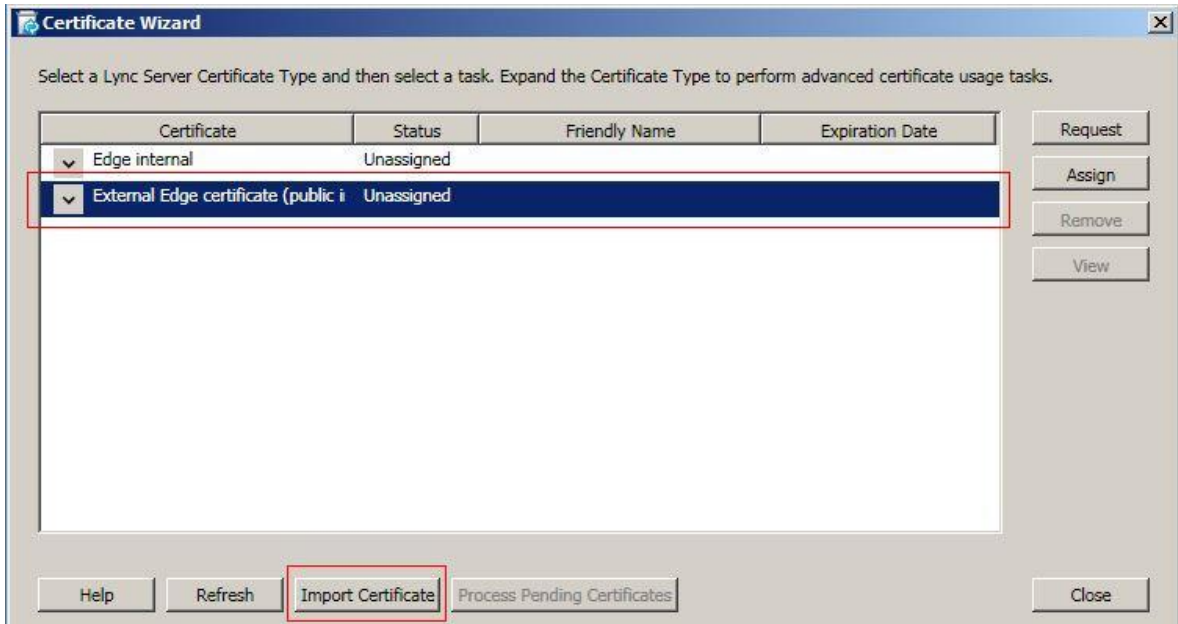 Certificate Wizard
Select a Lync Server Certificate Type and then select a task. Expand the Certificate Type to perform advanced certificate usage tasks.
Certificate Status Friendly Name Expiration Date
Edge internal Unassigned
External Edge certificate (public i Unassigned
Request
Assign
Remove
View
Help Refresh Import Certificate Process Pending Certificates Close